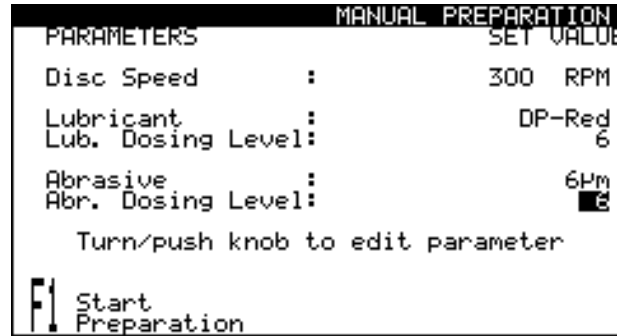 MANUAL PREPARATION
PARAMETERS SET VALUE
Disc Speed : 300 RPM
Lubricant : DP-Red
Lub. Dosing Level: 6
Abrasive : 6µm
Abr. Dosing Level: 6
Turn/push knob to edit parameter
F1 Start
Preparation